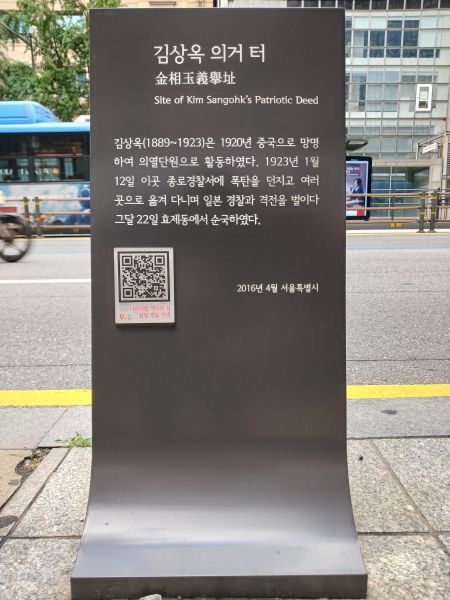 김상옥 의거 터
金相玉義擧址
Site of Kim Sangohk's Patriotic Deed
김상옥(1889~1923)은 1920년 중국으로 망명
하여 의열단원으로 활동하였다. 1923년 1월
12일 이곳 종로경찰서에 폭탄을 던지고 여러
곳으로 옮겨 다니며 일본 경찰과 격전을 벌이다
그달 22일 효제동에서 순국하였다.
2016년 4월 서울특별시